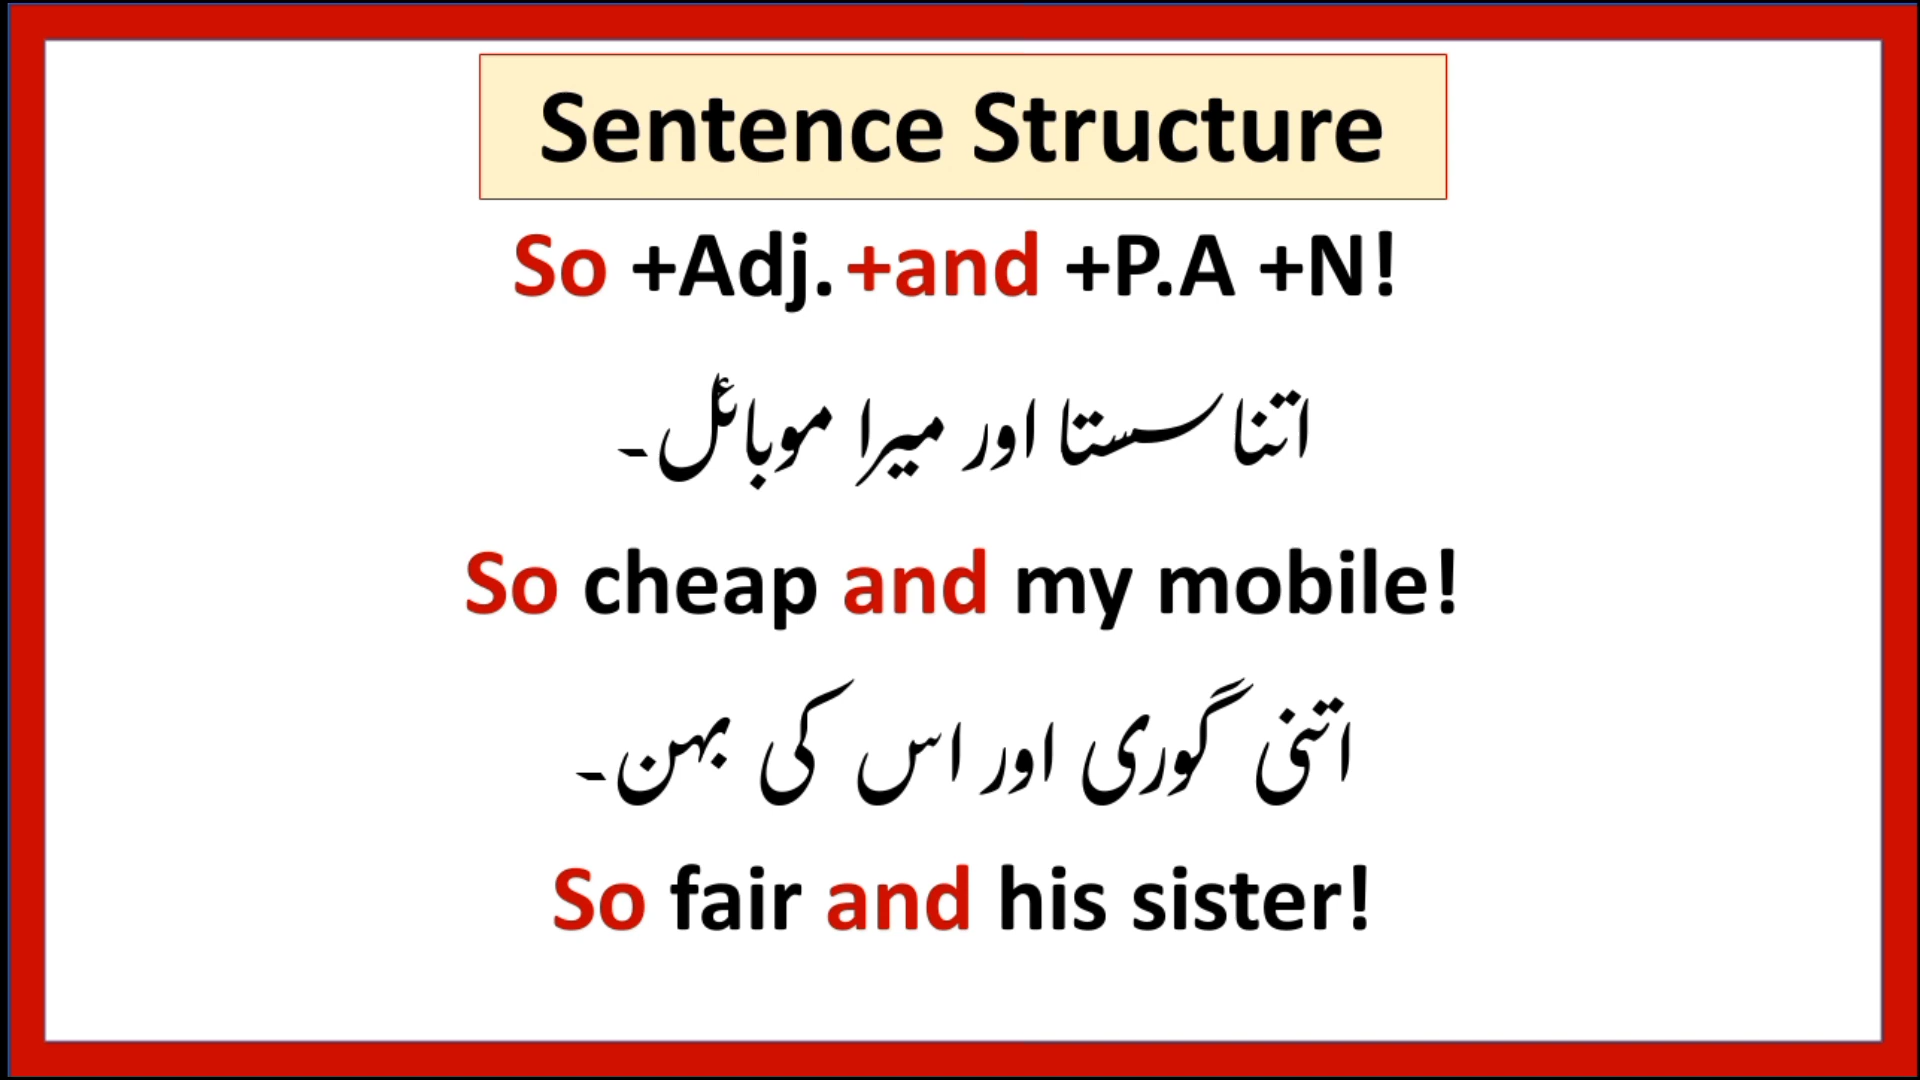 Sentence Structure
So +Adj. +and +P.A +N!
اتنا سستا اور میرا موبائل۔
So cheap and my mobile!
اتنی گوری اور اس کی بہن۔
So fair and his sister!